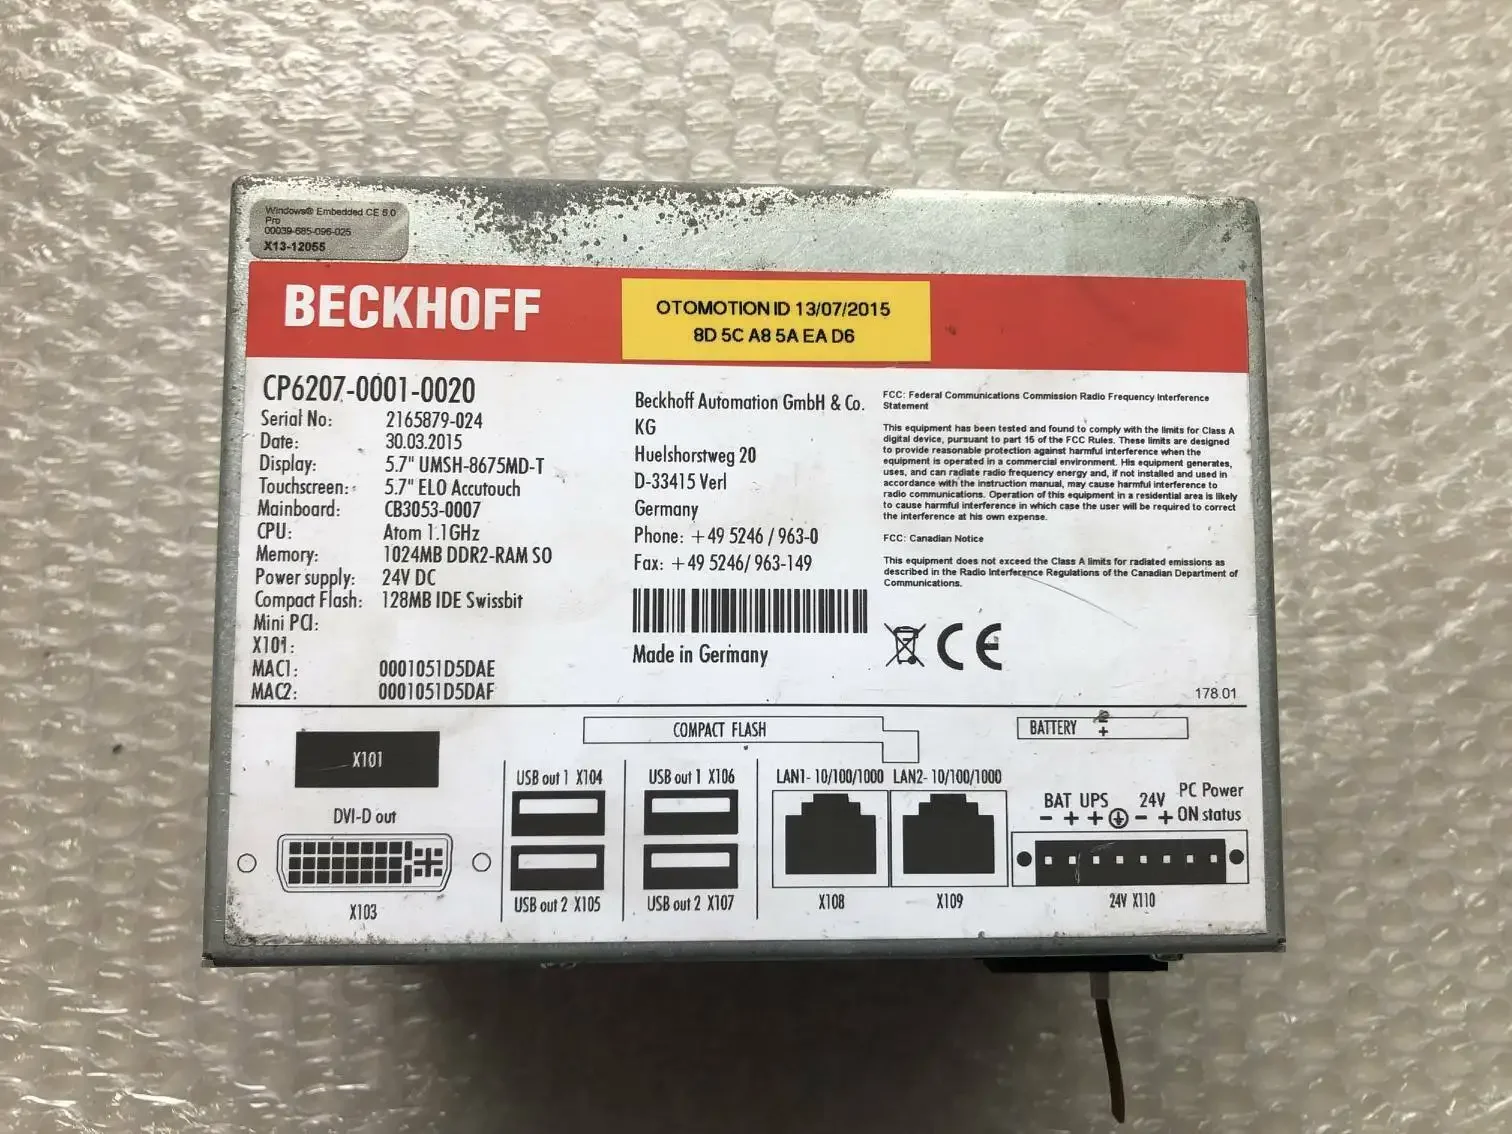 Windows® Embedded CE 6.0
Pro
00039-685-096-025
X13-12055
BECKHOFF
OTOMOTION ID 13/07/2015
8D 5C A8 5A EA D6
CP6207-0001-0020
Serial No: 2165879-024
Date: 30.03.2015
Display: 5.7" UMSH-8675MD-T
Touchscreen: 5.7" ELO Accutouch
Mainboard: CB3053-0007
CPU: Atom 1.1GHz
Memory: 1024MB DDR2-RAM SO
Power supply: 24V DC
Compact Flash: 128MB IDE Swissbit
Mini PCI:
X101:
MAC1: 0001051D5DAE
MAC2: 0001051D5DAF
Beckhoff Automation GmbH & Co.
KG
Huelshorstweg 20
D-33415 Verl
Germany
Phone: +49 5246 / 963-0
Fax: +49 5246/ 963-149
Made in Germany
FCC: Federal Communications Commission Radio Frequency Interference
Statement
This equipment has been tested and found to comply with the limits for Class A
digital device, pursuant to part 15 of the FCC Rules. These limits are designed
to provide reasonable protection against harmful interference when the
equipment is operated in a commercial environment. His equipment generates,
uses, and can radiate radio frequency energy and, if not installed and used in
accordance with the instruction manual, may cause harmful interference to
radio communications. Operation of this equipment in a residential area is likely
to cause harmful interference in which case the user will be required to correct
the interference at his own expense.
FCC: Canadian Notice
This equipment does not exceed the Class A limits for radiated emissions as
described in the Radio Interference Regulations of the Canadian Department of
Communications.
CE
178.01
COMPACT FLASH
BATTERY +
X101
DVI-D out
X103
USB out 1 X104
USB out 2 X105
USB out 1 X106
USB out 2 X107
LAN1- 10/100/1000 LAN2- 10/100/1000
X108
X109
BAT UPS 24V PC Power
- + + - + ON status
24V X110